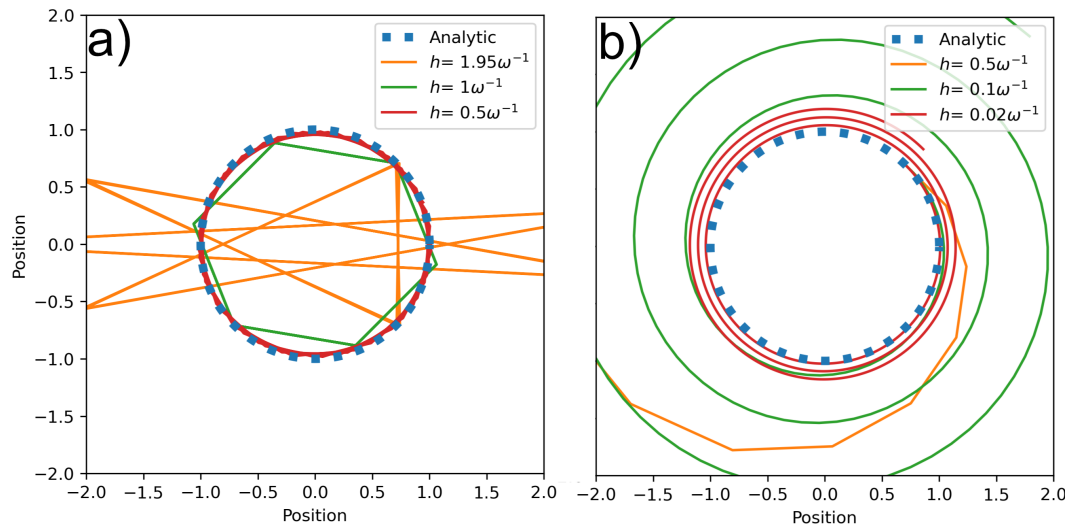 a)
Analytic
h= 1.95ω⁻¹
h= 1ω⁻¹
h= 0.5ω⁻¹
2.0
1.5
1.0
0.5
0.0
−0.5
−1.0
−1.5
−2.0
Position
−2.0 −1.5 −1.0 −0.5 0.0 0.5 1.0 1.5 2.0
Position
b)
Analytic
h= 0.5ω⁻¹
h= 0.1ω⁻¹
h= 0.02ω⁻¹
−2.0 −1.5 −1.0 −0.5 0.0 0.5 1.0 1.5 2.0
Position